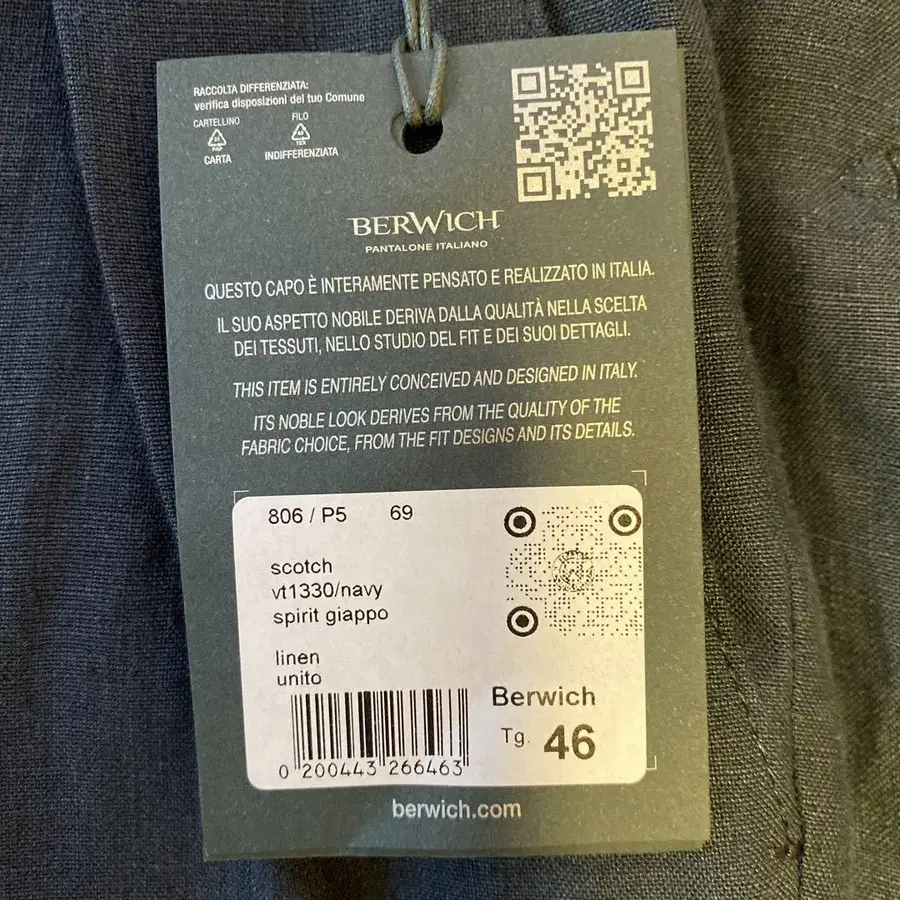 RACCOLTA DIFFERENZIATA:
verifica disposizioni del tuo Comune
CARTELLINO FILO
PAP TEX
CARTA INDIFFERENZIATA
BERWICH
PANTALONE ITALIANO
QUESTO CAPO È INTERAMENTE PENSATO E REALIZZATO IN ITALIA.
IL SUO ASPETTO NOBILE DERIVA DALLA QUALITÀ NELLA SCELTA
DEI TESSUTI, NELLO STUDIO DEL FIT E DEI SUOI DETTAGLI.
THIS ITEM IS ENTIRELY CONCEIVED AND DESIGNED IN ITALY.
ITS NOBLE LOOK DERIVES FROM THE QUALITY OF THE
FABRIC CHOICE, FROM THE FIT DESIGNS AND ITS DETAILS.
806 / P5 69
scotch
vt1330/navy
spirit giappo
linen
unito
Berwich
Tg. 46
0 200443 266463
berwich.com